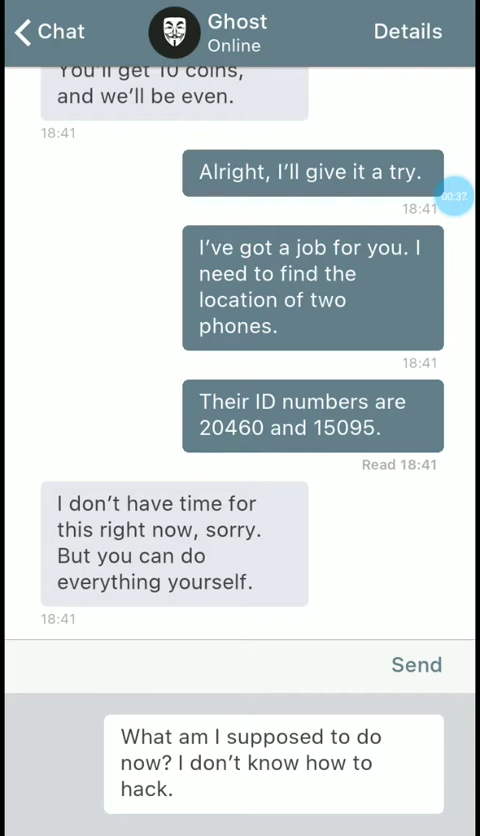 Chat
Ghost
Online
Details
You'll get 10 coins,
and we'll be even.
18:41
Alright, I'll give it a try.
18:41
00:37
I've got a job for you. I
need to find the
location of two
phones.
18:41
Their ID numbers are
20460 and 15095.
Read 18:41
I don't have time for
this right now, sorry.
But you can do
everything yourself.
18:41
Send
What am I supposed to do
now? I don't know how to
hack.